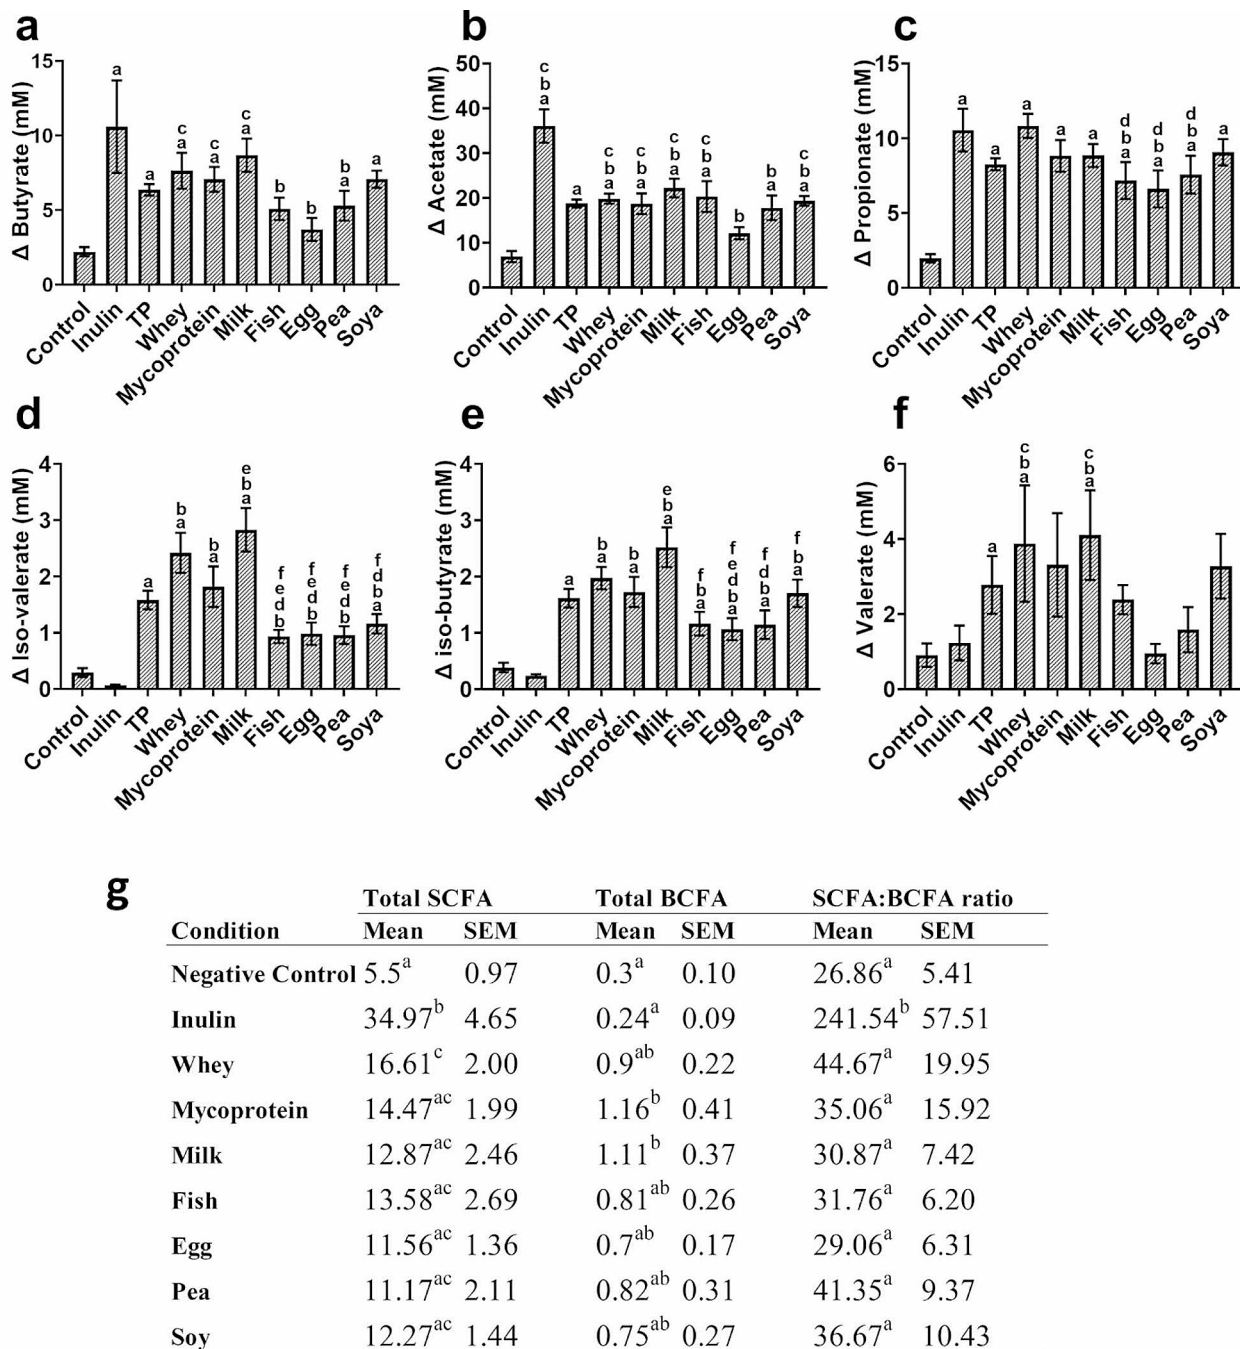 a
b
c
Δ Butyrate (mM)
15
10
5
0
a
a
c
a
c
a
c
a
b
b
b
a
a
Control
Inulin
TP
Whey
Mycoprotein
Milk
Fish
Egg
Pea
Soya
Δ Acetate (mM)
50
40
30
20
10
0
c
b
a
a
c
b
a
c
b
a
c
b
a
c
b
a
b
b
a
c
b
a
Control
Inulin
TP
Whey
Mycoprotein
Milk
Fish
Egg
Pea
Soya
Δ Propionate (mM)
15
10
5
0
a
a
a
a
a
d
b
a
d
b
a
d
b
a
a
Control
Inulin
TP
Whey
Mycoprotein
Milk
Fish
Egg
Pea
Soya
d
e
f
Δ Iso-valerate (mM)
4
3
2
1
0
a
b
a
b
a
e
b
a
f
e
d
b
f
e
d
b
f
e
d
b
f
d
b
a
Control
Inulin
TP
Whey
Mycoprotein
Milk
Fish
Egg
Pea
Soya
Δ iso-butyrate (mM)
4
3
2
1
0
a
b
a
b
a
e
b
a
f
b
a
f
e
d
b
a
f
d
b
a
f
b
a
Control
Inulin
TP
Whey
Mycoprotein
Milk
Fish
Egg
Pea
Soya
Δ Valerate (mM)
6
4
2
0
a
c
b
a
c
b
a
Control
Inulin
TP
Whey
Mycoprotein
Milk
Fish
Egg
Pea
Soya
g
Total SCFA Total BCFA SCFA:BCFA ratio
Condition Mean SEM Mean SEM Mean SEM
Negative Control 5.5a 0.97 0.3a 0.10 26.86a 5.41
Inulin 34.97b 4.65 0.24a 0.09 241.54b 57.51
Whey 16.61c 2.00 0.9ab 0.22 44.67a 19.95
Mycoprotein 14.47ac 1.99 1.16b 0.41 35.06a 15.92
Milk 12.87ac 2.46 1.11b 0.37 30.87a 7.42
Fish 13.58ac 2.69 0.81ab 0.26 31.76a 6.20
Egg 11.56ac 1.36 0.7ab 0.17 29.06a 6.31
Pea 11.17ac 2.11 0.82ab 0.31 41.35a 9.37
Soy 12.27ac 1.44 0.75ab 0.27 36.67a 10.43